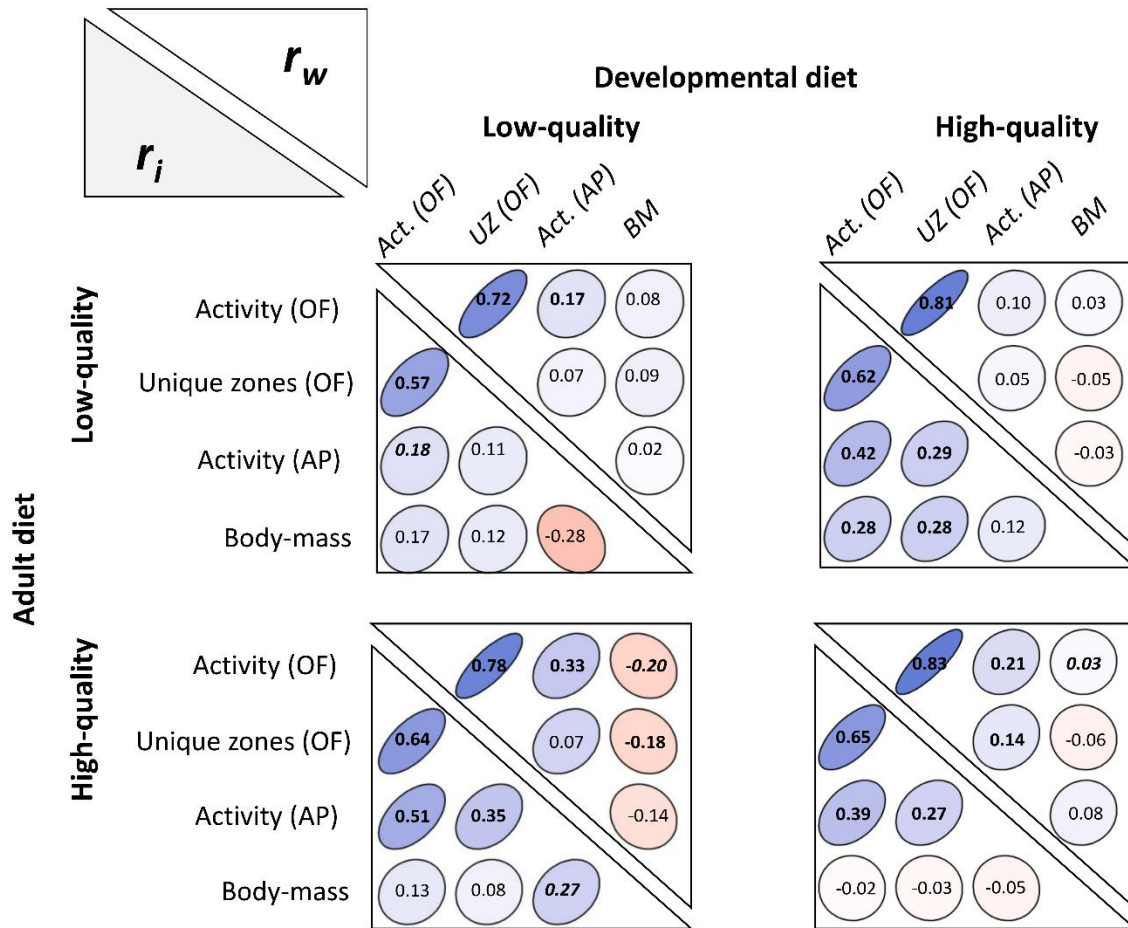 r_w
r_i
Developmental diet
Low-quality High-quality
Act. (OF) UZ (OF) Act. (AP) BM Act. (OF) UZ (OF) Act. (AP) BM
Adult diet
Low-quality
Activity (OF) 0.72 0.17 0.08 0.81 0.10 0.03
Unique zones (OF) 0.57 0.07 0.09 0.62 0.05 -0.05
Activity (AP) 0.18 0.11 0.02 0.42 0.29 -0.03
Body-mass 0.17 0.12 -0.28 0.28 0.28 0.12
High-quality
Activity (OF) 0.78 0.33 -0.20 0.83 0.21 0.03
Unique zones (OF) 0.64 0.07 -0.18 0.65 0.14 -0.06
Activity (AP) 0.51 0.35 -0.14 0.39 0.27 0.08
Body-mass 0.13 0.08 0.27 -0.02 -0.03 -0.05